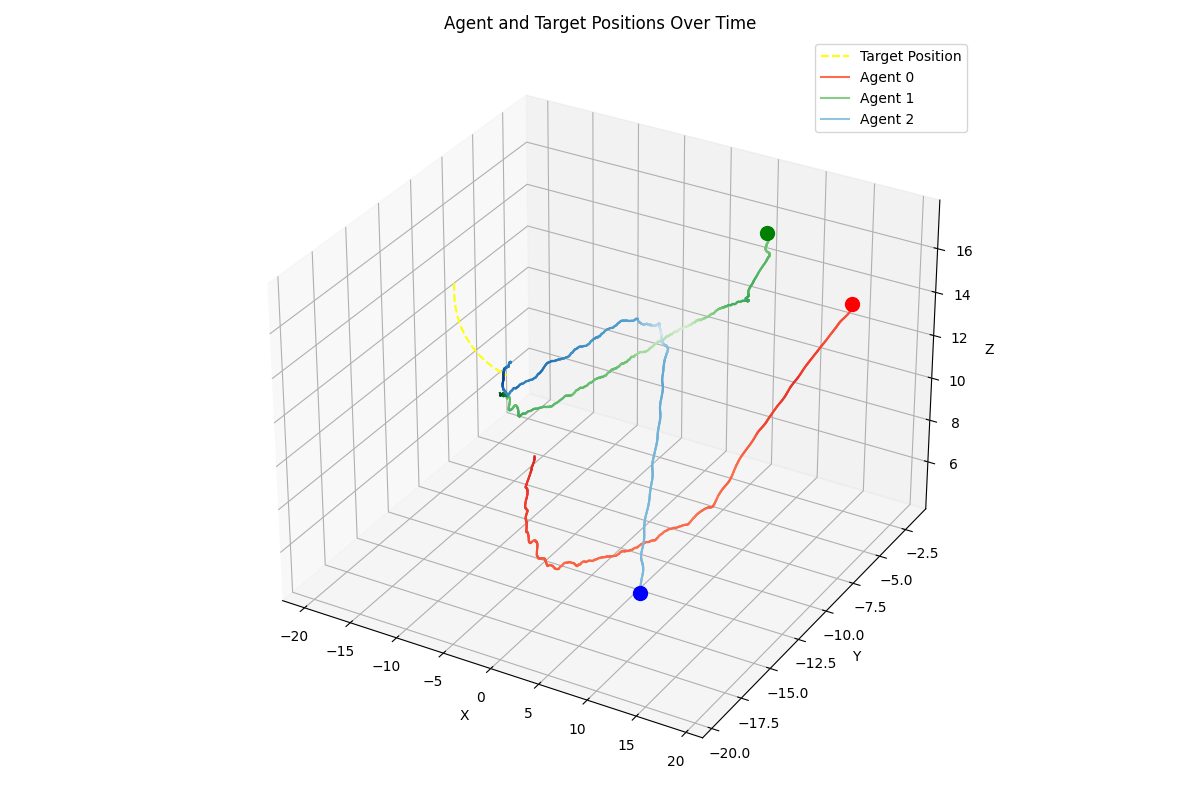 Agent and Target Positions Over Time
Target Position
Agent 0
Agent 1
Agent 2
16
14
12
10
8
6
Z
−2.5
−5.0
−7.5
−10.0
−12.5
−15.0
−17.5
−20.0
Y
−20
−15
−10
−5
0
5
10
15
20
X